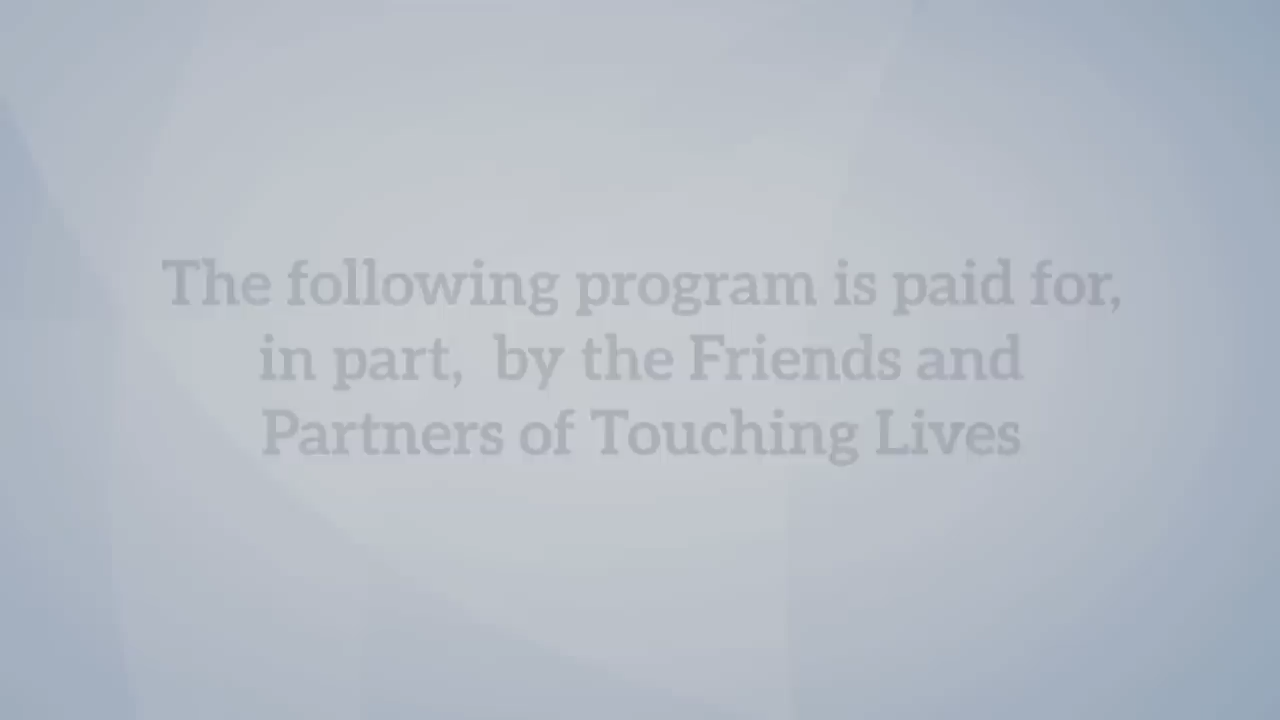 The following program is paid for,
in part,  by the Friends and
Partners of Touching Lives